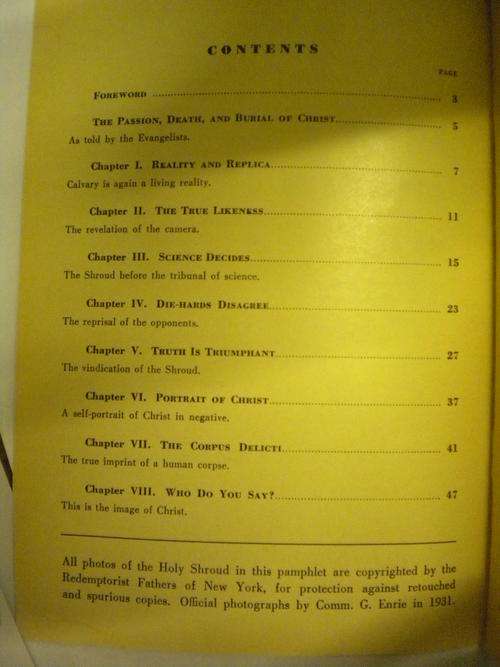 CONTENTS
PAGE
FOREWORD ........................................ 3
THE PASSION, DEATH, AND BURIAL OF CHRIST........................ 5
As told by the Evangelists.
Chapter I. REALITY AND REPLICA........................................ 7
Calvary is again a living reality.
Chapter II. THE TRUE LIKENESS........................................ 11
The revelation of the camera.
Chapter III. SCIENCE DECIDES........................................ 15
The Shroud before the tribunal of science.
Chapter IV. DIE-HARDS DISAGREE........................................ 23
The reprisal of the opponents.
Chapter V. TRUTH IS TRIUMPHANT........................................ 27
The vindication of the Shroud.
Chapter VI. PORTRAIT OF CHRIST........................................ 37
A self-portrait of Christ in negative.
Chapter VII. THE CORPUS DELICTI........................................ 41
The true imprint of a human corpse.
Chapter VIII. WHO DO YOU SAY?........................................ 47
This is the image of Christ.
All photos of the Holy Shroud in this pamphlet are copyrighted by the
Redemptorist Fathers of New York, for protection against retouched
and spurious copies. Official photographs by Comm. G. Enrie in 1931.